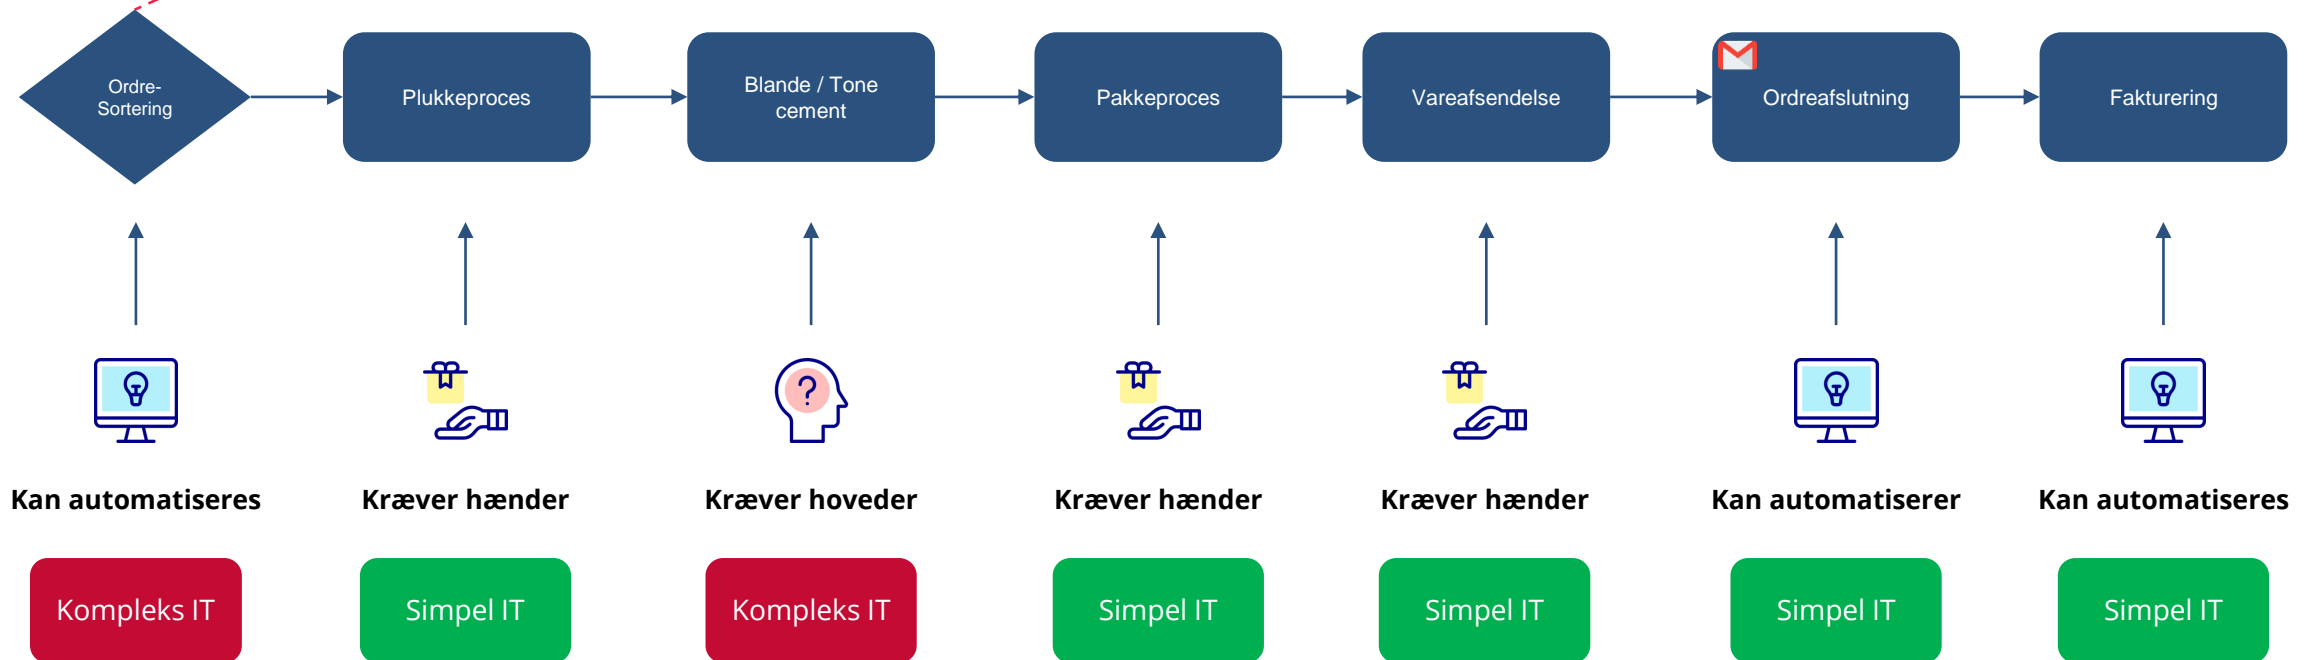 Ordre-
Sortering
Plukkeproces
Blande / Tone
cement
Pakkeproces
Vareafsendelse
Ordreafslutning
Fakturering
?
Kan automatiseres
Kræver hænder
Kræver hoveder
Kræver hænder
Kræver hænder
Kan automatiserer
Kan automatiseres
Kompleks IT
Simpel IT
Kompleks IT
Simpel IT
Simpel IT
Simpel IT
Simpel IT